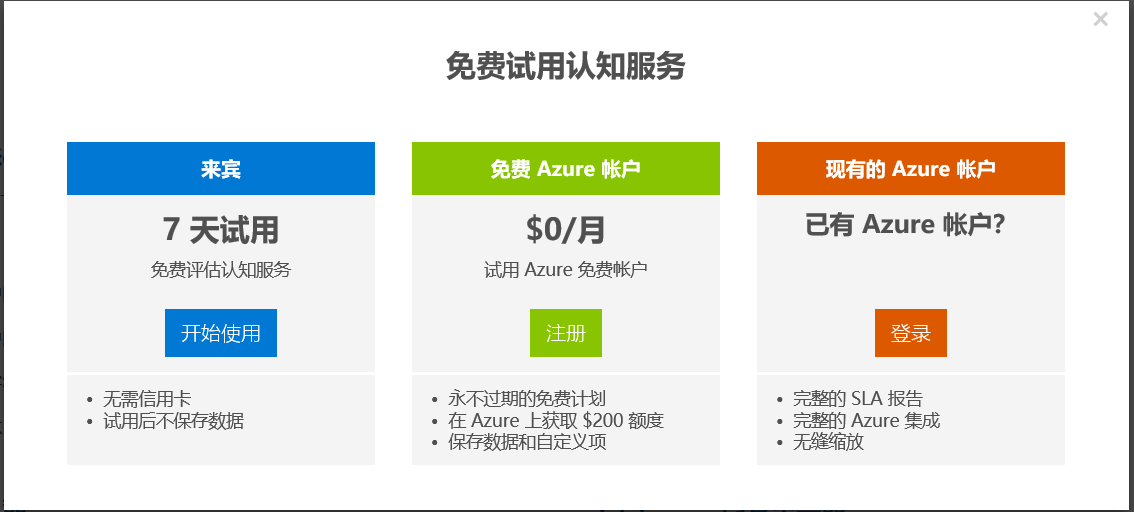 免费试用认知服务
来宾
7 天试用
免费评估认知服务
开始使用
• 无需信用卡
• 试用后不保存数据
免费 Azure 帐户
$0/月
试用 Azure 免费帐户
注册
• 永不过期的免费计划
• 在 Azure 上获取 $200 额度
• 保存数据和自定义项
现有的 Azure 帐户
已有 Azure 帐户？
登录
• 完整的 SLA 报告
• 完整的 Azure 集成
• 无缝缩放